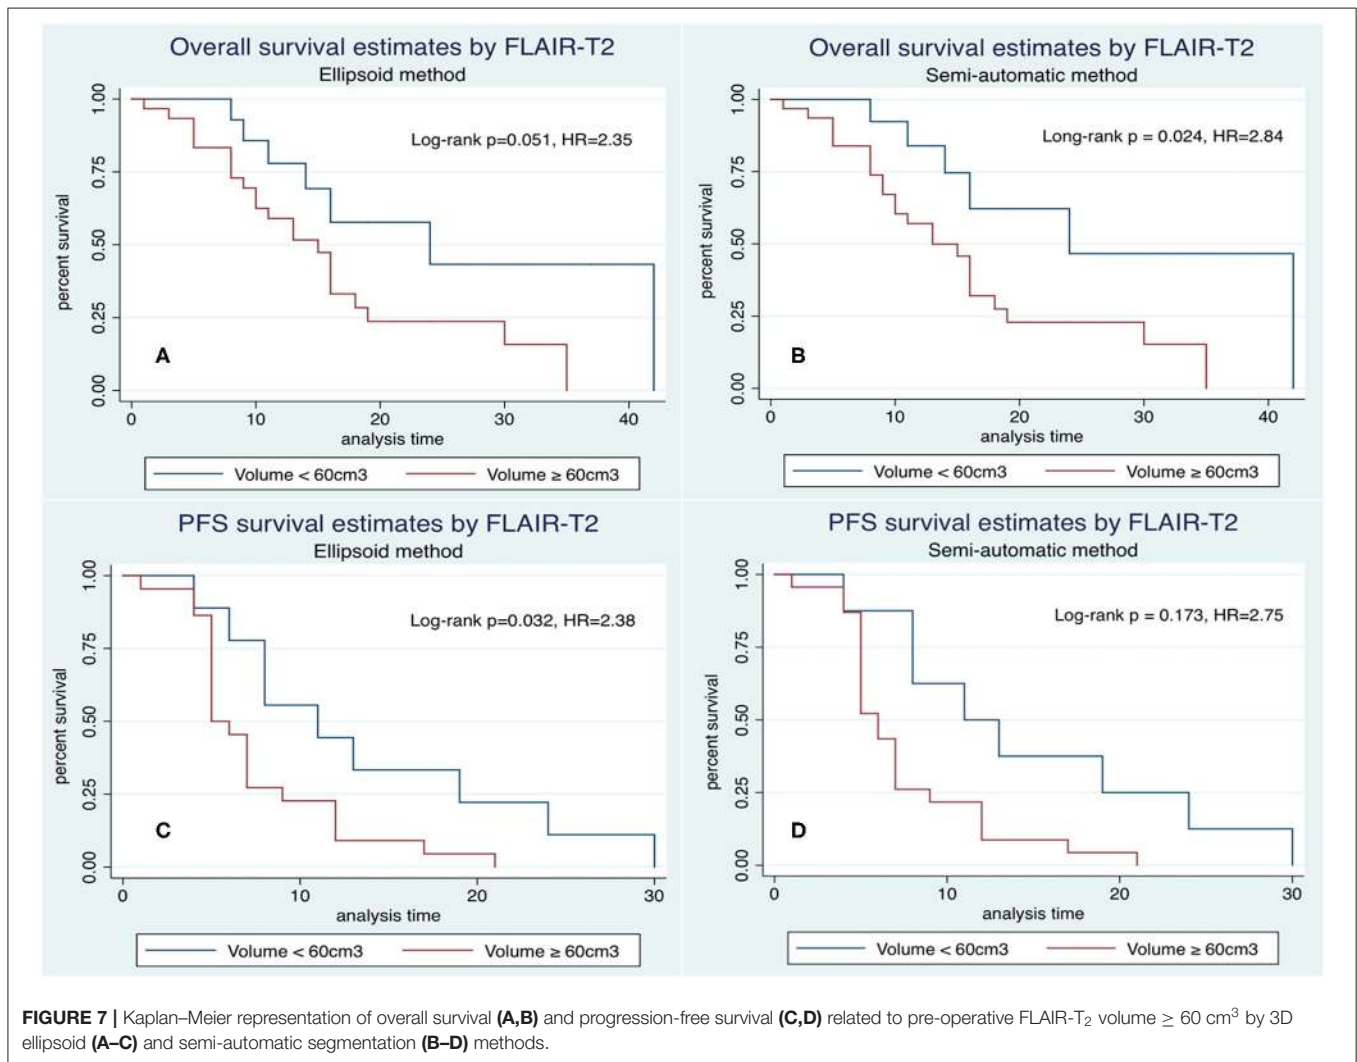 Overall survival estimates by FLAIR-T2
Ellipsoid method
Log-rank p=0.051, HR=2.35
percent survival
1.00
0.75
0.50
0.25
0.00
A
0 10 20 30 40
analysis time
Volume < 60cm3 Volume ≥ 60cm3
Overall survival estimates by FLAIR-T2
Semi-automatic method
Long-rank p = 0.024, HR=2.84
percent survival
1.00
0.75
0.50
0.25
0.00
B
0 10 20 30 40
analysis time
Volume < 60cm3 Volume ≥ 60cm3
PFS survival estimates by FLAIR-T2
Ellipsoid method
Log-rank p=0.032, HR=2.38
percent survival
1.00
0.75
0.50
0.25
0.00
C
0 10 20 30
analysis time
Volume < 60cm3 Volume ≥ 60cm3
PFS survival estimates by FLAIR-T2
Semi-automatic method
Log-rank p = 0.173, HR=2.75
percent survival
1.00
0.75
0.50
0.25
0.00
D
0 10 20 30
analysis time
Volume < 60cm3 Volume ≥ 60cm3
FIGURE 7 | Kaplan–Meier representation of overall survival (A,B) and progression-free survival (C,D) related to pre-operative FLAIR-T₂ volume ≥ 60 cm³ by 3D
ellipsoid (A–C) and semi-automatic segmentation (B–D) methods.